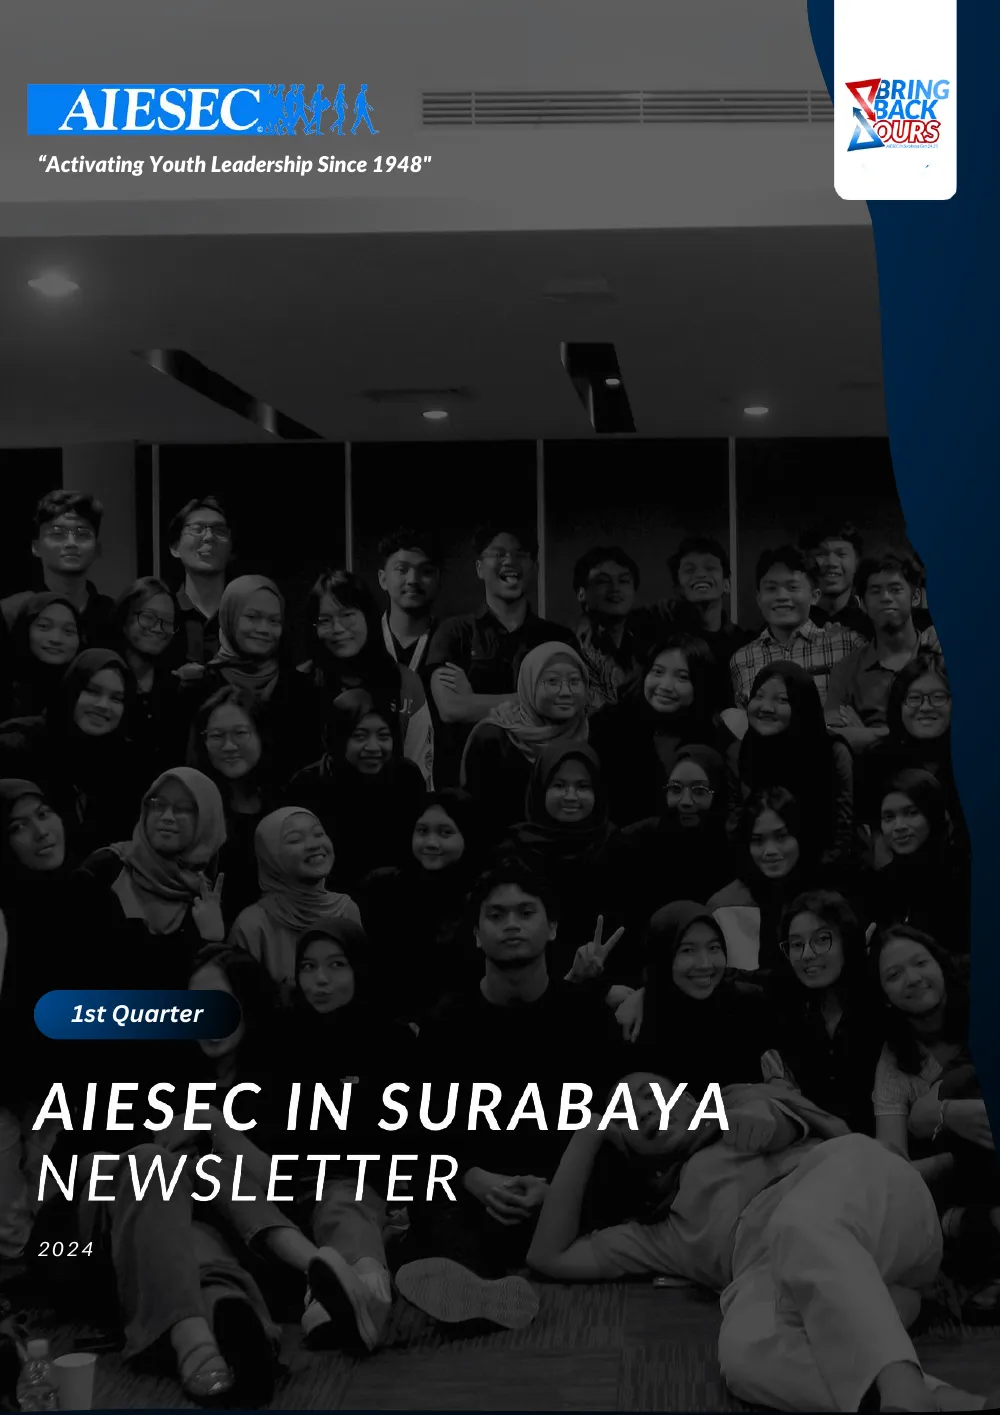 AIESEC
“Activating Youth Leadership Since 1948"
BRING
BACK
OURS
1st Quarter
AIESEC IN SURABAYA
NEWSLETTER
2024